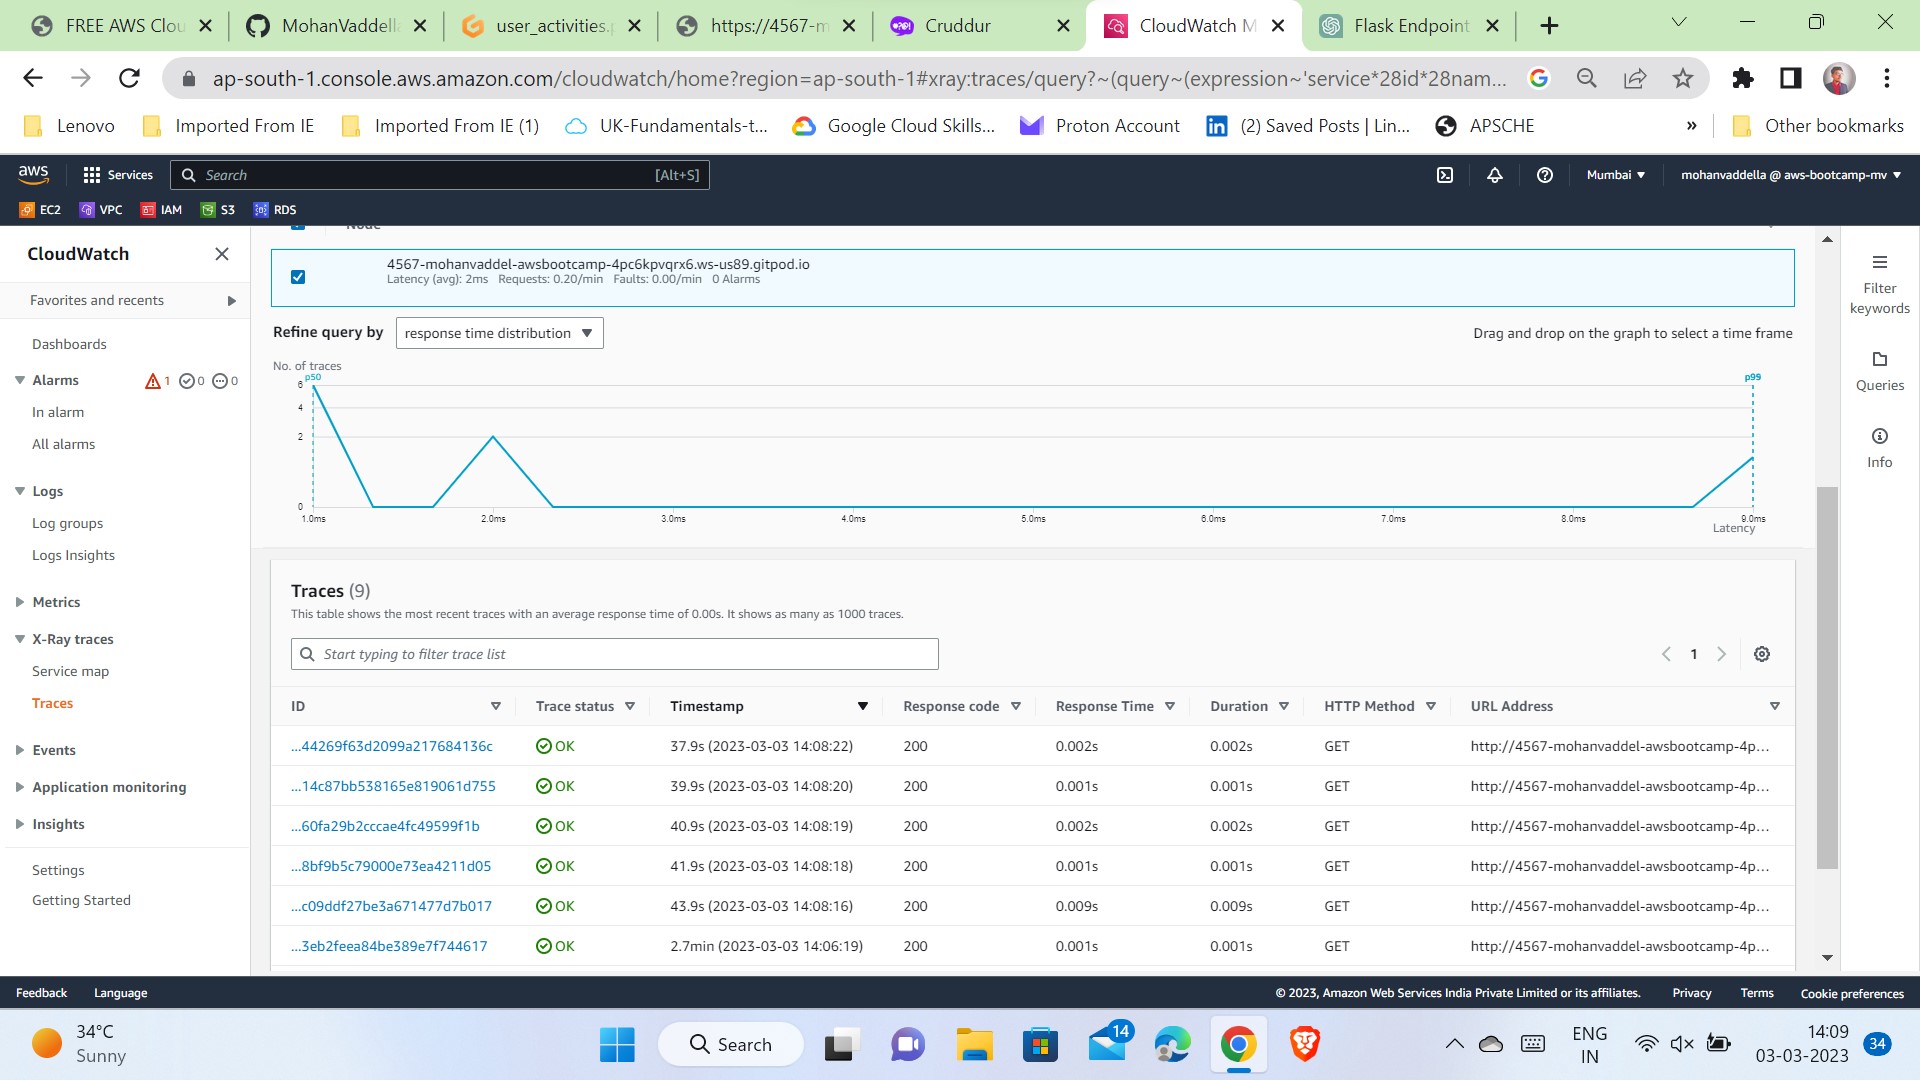 FREE AWS Clou
MohanVaddella
user_activities.p
https://4567-m
Cruddur
CloudWatch M
Flask Endpoint
ap-south-1.console.aws.amazon.com/cloudwatch/home?region=ap-south-1#xray:traces/query?~(query~(expression~'service*28id*28nam...
Lenovo
Imported From IE
Imported From IE (1)
UK-Fundamentals-t...
Google Cloud Skills...
Proton Account
(2) Saved Posts | Lin...
APSCHE
»
Other bookmarks
aws
Services
Search
[Alt+S]
Mumbai
mohanvaddella @ aws-bootcamp-mv
EC2
VPC
IAM
S3
RDS
CloudWatch
Favorites and recents
Dashboards
Alarms
1
0
0
In alarm
All alarms
Logs
Log groups
Logs Insights
Metrics
X-Ray traces
Service map
Traces
Events
Application monitoring
Insights
Settings
Getting Started
Node
4567-mohanvaddel-awsbootcamp-4pc6kpvqrx6.ws-us89.gitpod.io
Latency (avg): 2ms Requests: 0.20/min Faults: 0.00/min 0 Alarms
Refine query by
response time distribution
Drag and drop on the graph to select a time frame
No. of traces
p50
p99
6
4
2
0
1.0ms
2.0ms
3.0ms
4.0ms
5.0ms
6.0ms
7.0ms
8.0ms
9.0ms
Latency
Traces (9)
This table shows the most recent traces with an average response time of 0.00s. It shows as many as 1000 traces.
Start typing to filter trace list
1
ID Trace status Timestamp Response code Response Time Duration HTTP Method URL Address
...44269f63d2099a217684136c OK 37.9s (2023-03-03 14:08:22) 200 0.002s 0.002s GET http://4567-mohanvaddel-awsbootcamp-4p...
...14c87bb538165e819061d755 OK 39.9s (2023-03-03 14:08:20) 200 0.001s 0.001s GET http://4567-mohanvaddel-awsbootcamp-4p...
...60fa29b2cccae4fc49599f1b OK 40.9s (2023-03-03 14:08:19) 200 0.002s 0.002s GET http://4567-mohanvaddel-awsbootcamp-4p...
...8bf9b5c79000e73ea4211d05 OK 41.9s (2023-03-03 14:08:18) 200 0.001s 0.001s GET http://4567-mohanvaddel-awsbootcamp-4p...
...c09ddf27be3a671477d7b017 OK 43.9s (2023-03-03 14:08:16) 200 0.009s 0.009s GET http://4567-mohanvaddel-awsbootcamp-4p...
...3eb2feea84be389e7f744617 OK 2.7min (2023-03-03 14:06:19) 200 0.001s 0.001s GET http://4567-mohanvaddel-awsbootcamp-4p...
Filter
keywords
Queries
Info
Feedback
Language
© 2023, Amazon Web Services India Private Limited or its affiliates.
Privacy
Terms
Cookie preferences
34°C
Sunny
Search
14
ENG
IN
14:09
03-03-2023
34